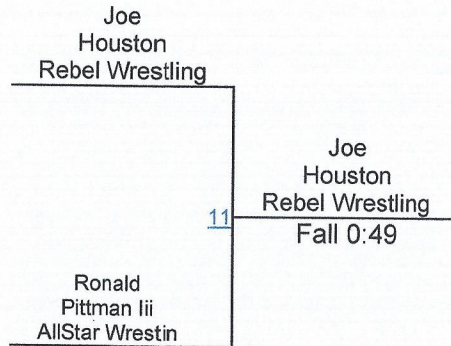 Joe
Houston
Rebel Wrestling
Joe
Houston
Rebel Wrestling
11
Fall 0:49
Ronald
Pittman Iii
AllStar Wrestin